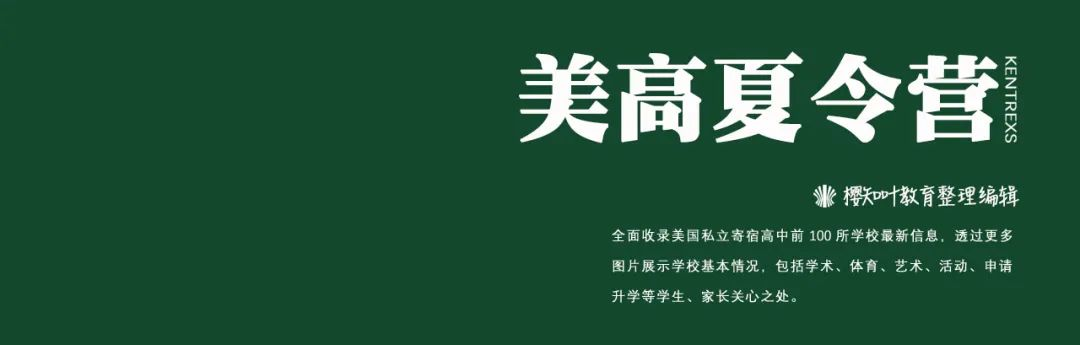 美高夏令营
KENTREXS
樱知叶教育整理编辑
全面收录美国私立寄宿高中前 100 所学校最新信息，透过更多
图片展示学校基本情况，包括学术、体育、艺术、活动、申请
升学等学生、家长关心之处。